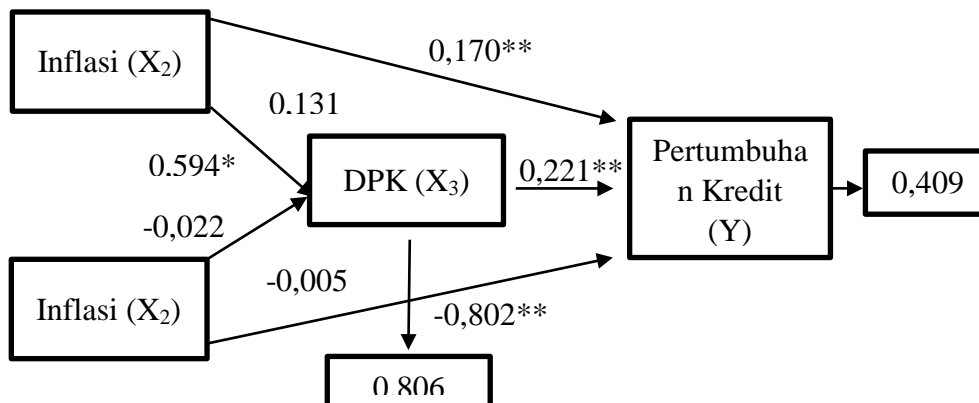 Inflasi (X₂)
0,170**
0.131
0.594*
DPK (X₃)
0,221**
Pertumbuha
n Kredit
(Y)
0,409
-0,022
Inflasi (X₂)
-0,005
-0,802**
0.806